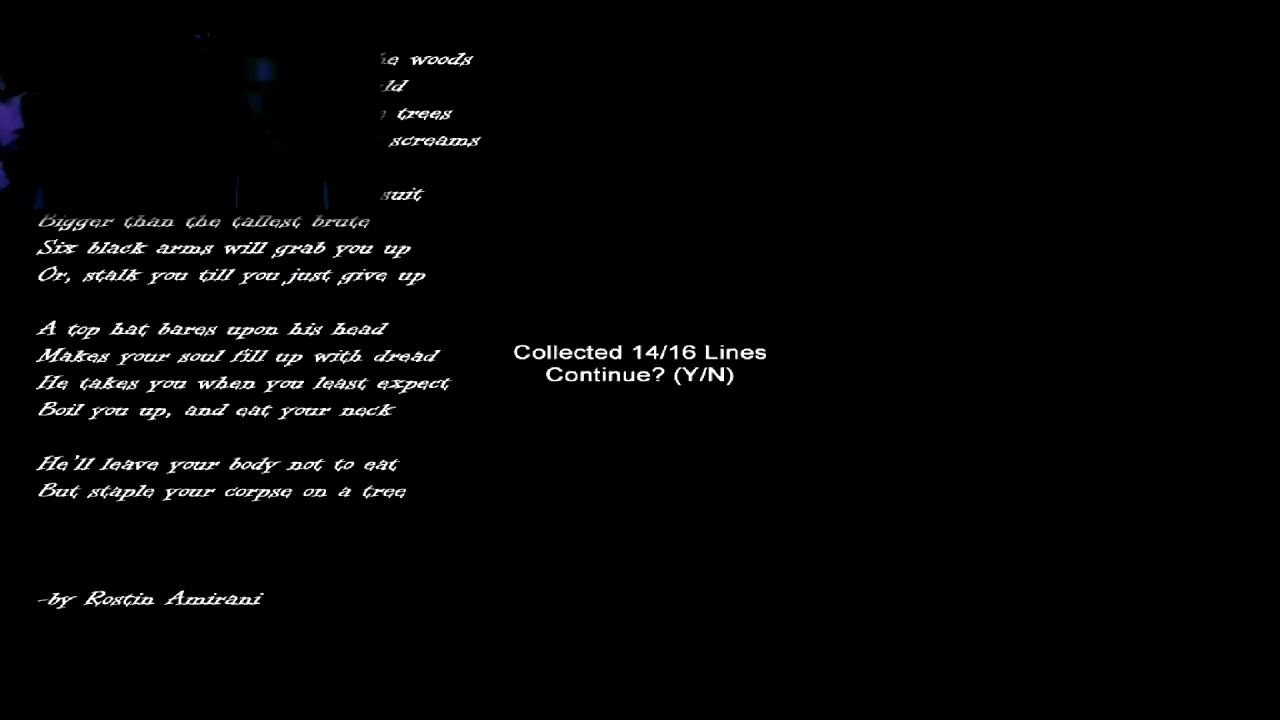 woods
trees
screams
suit
Bigger than the tallest brute
Six black arms will grab you up
Or, stalk you till you just give up
A top hat bares upon his head
Makes your soul fill up with dread
He takes you when you least expect
Boil you up, and eat your neck
He'll leave your body not to eat
But staple your corpse on a tree
-by Rostin Amirani
Collected 14/16 Lines
Continue? (Y/N)